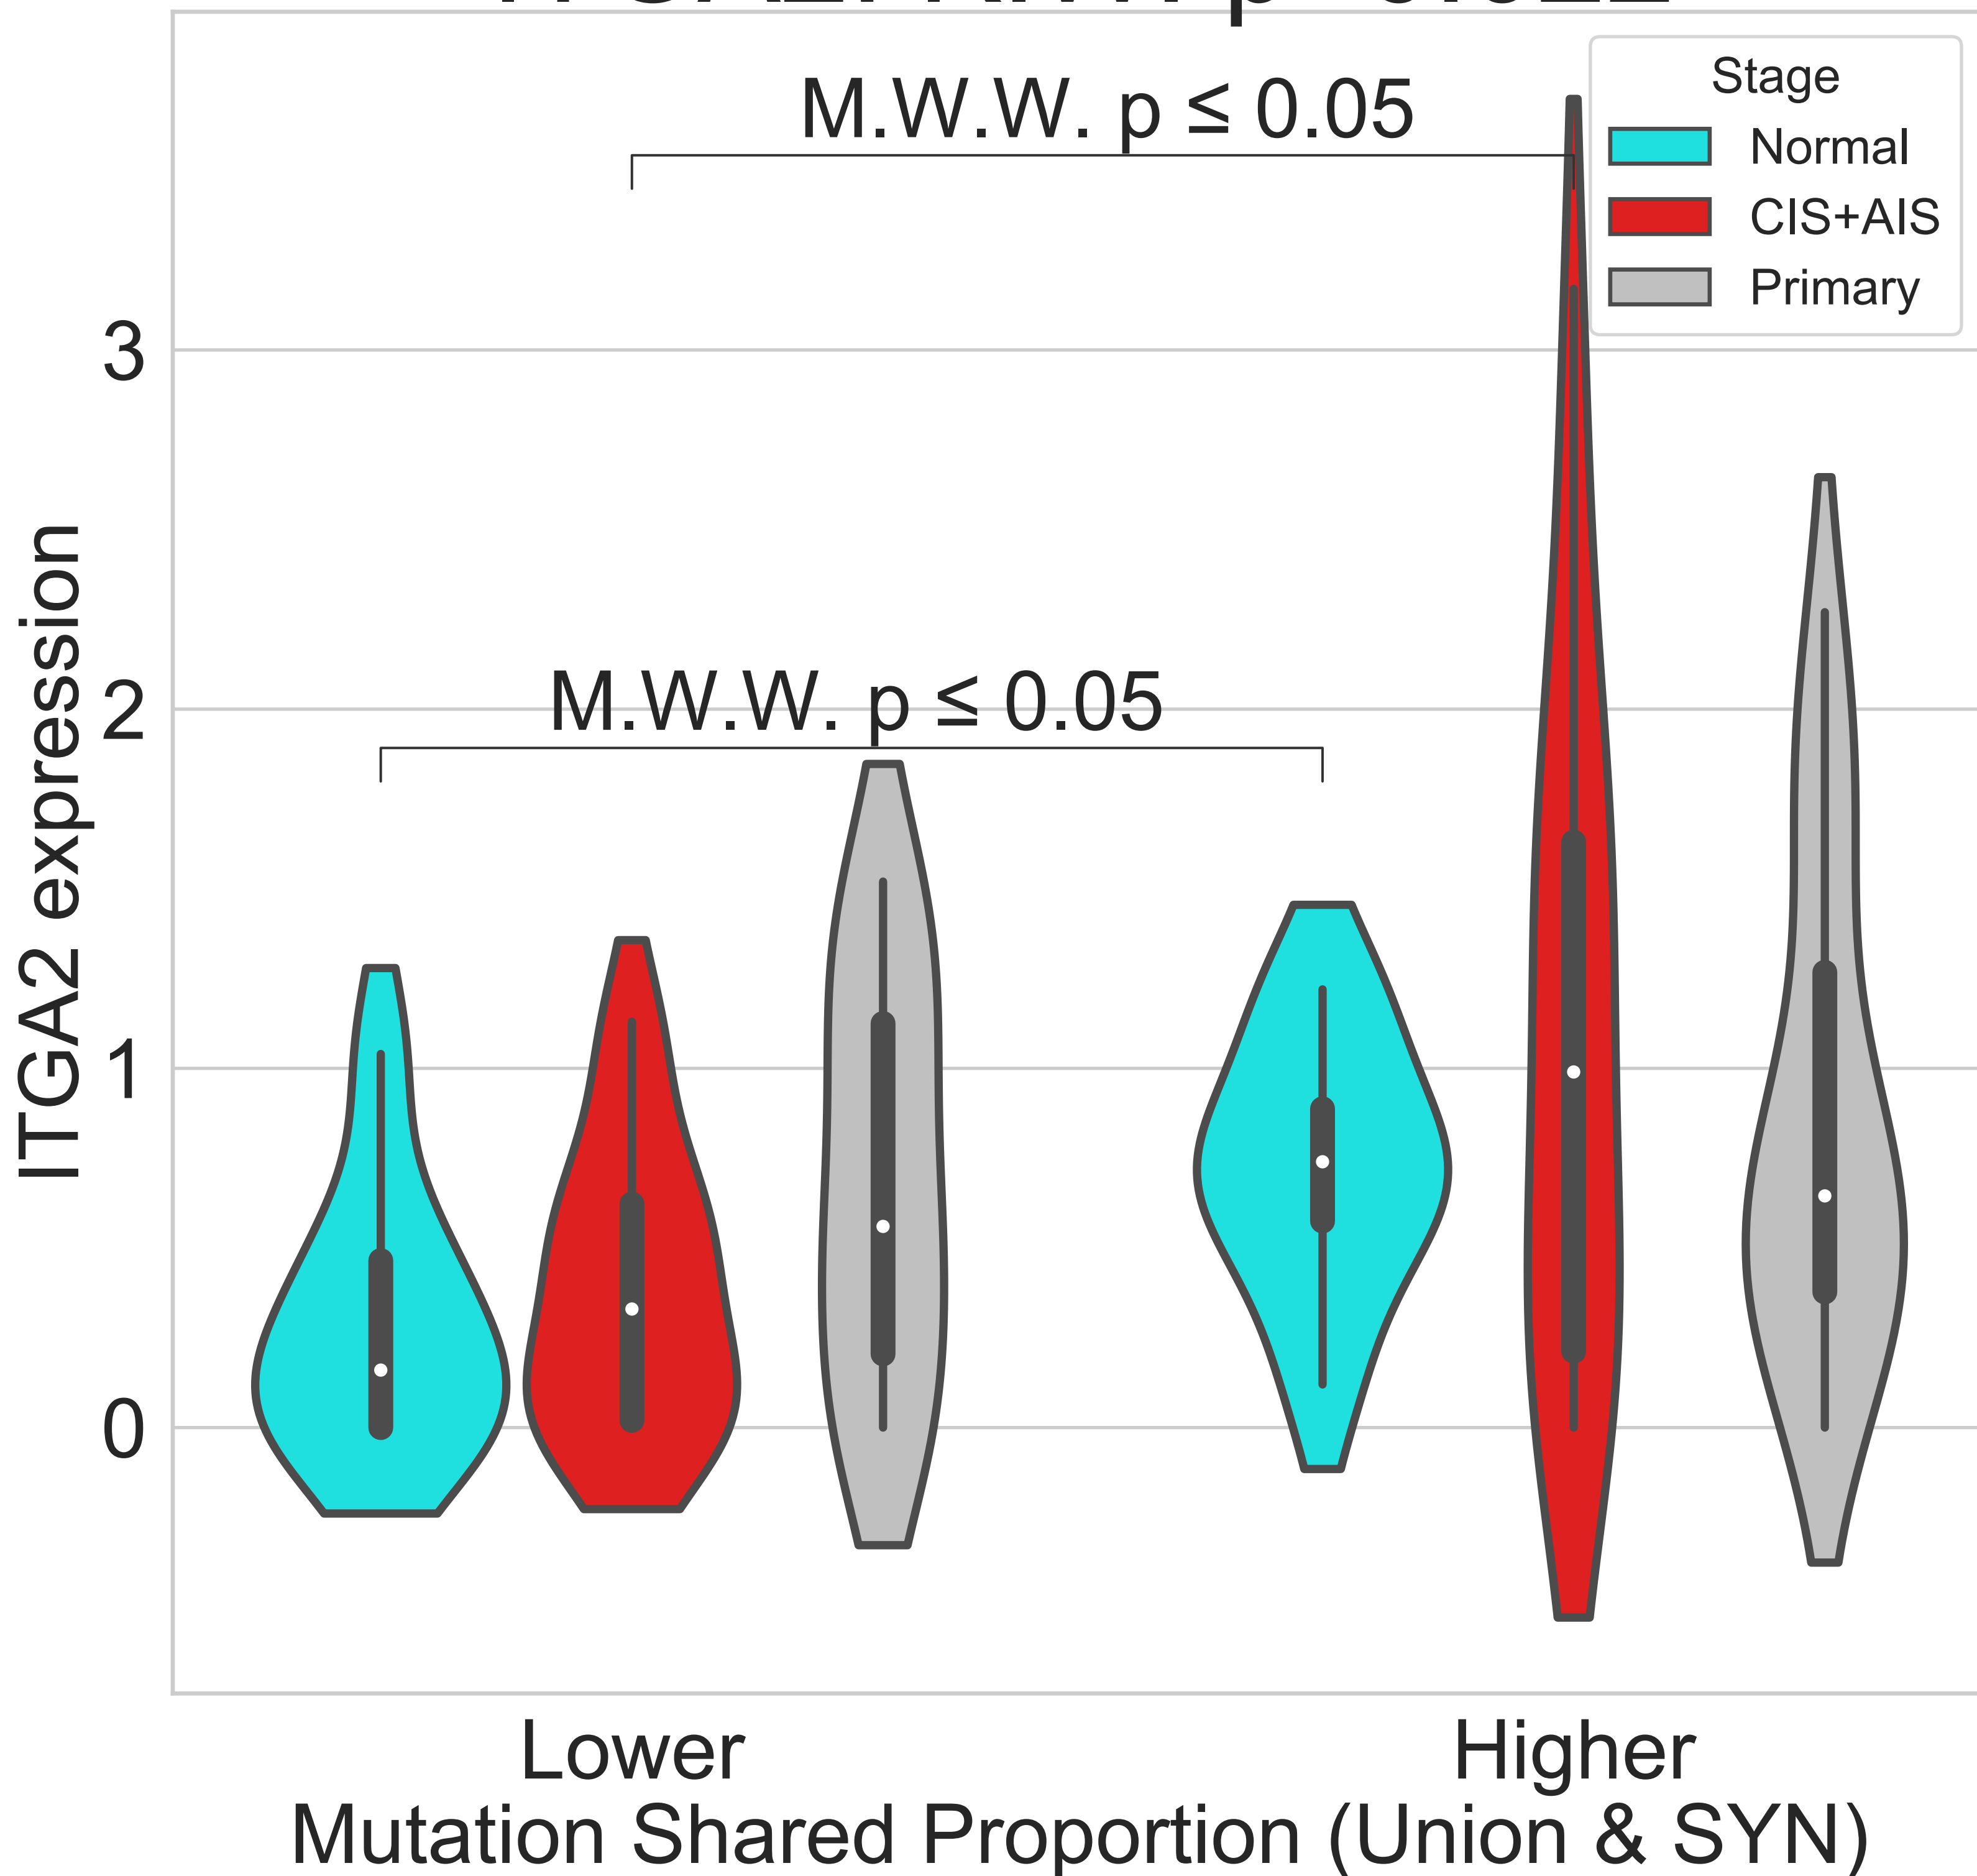 M.W.W. p ≤ 0.05
Stage
Normal
CIS+AIS
Primary
3
2
1
0
M.W.W. p ≤ 0.05
ITGA2 expression
Lower
Higher
Mutation Shared Proportion (Union & SYN)